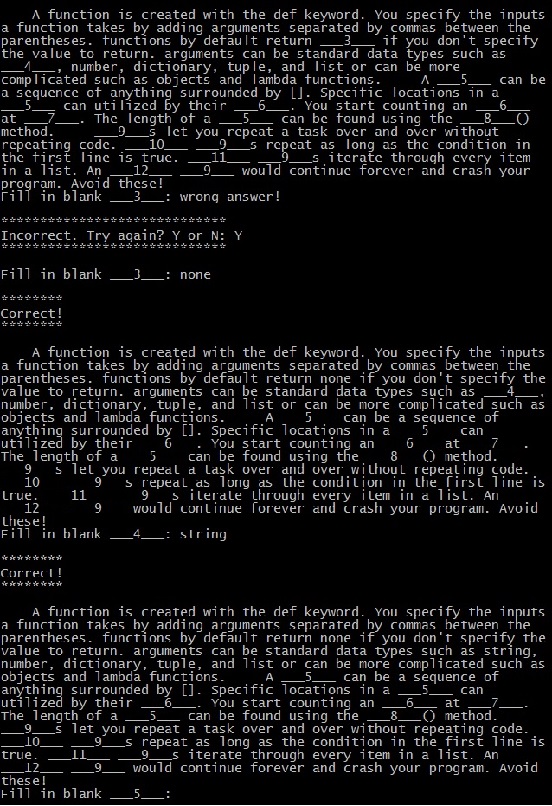 A function is created with the def keyword. You specify the inputs
a function takes by adding arguments separated by commas between the
parentheses. functions by default return ___3___ if you don't specify
the value to return. arguments can be standard data types such as
___4___, number, dictionary, tuple, and list or can be more
complicated such as objects and lambda functions. A ___5___ can be
a sequence of anything surrounded by []. Specific locations in a
___5___ can utilized by their ___6___. You start counting an ___6___
at ___7___. The length of a ___5___ can be found using the ___8___()
method. ___9___s let you repeat a task over and over without
repeating code. ___10___ ___9___s repeat as long as the condition in
the first line is true. ___11___ ___9___s iterate through every item
in a list. An ___12___ ___9___ would continue forever and crash your
program. Avoid these!
Fill in blank ___3___: wrong answer!
*****************************
Incorrect. Try again? Y or N: Y
*****************************
Fill in blank ___3___: none
********
Correct!
********
A function is created with the def keyword. You specify the inputs
a function takes by adding arguments separated by commas between the
parentheses. functions by default return none if you don't specify the
value to return. arguments can be standard data types such as ___4___,
number, dictionary, tuple, and list or can be more complicated such as
objects and lambda functions. A 5 can be a sequence of
anything surrounded by []. Specific locations in a 5 can
utilized by their 6 . You start counting an 6 at 7 .
The length of a 5 can be found using the 8 () method.
9 s let you repeat a task over and over without repeating code.
10 9 s repeat as long as the condition in the first line is
true. 11 9 s iterate through every item in a list. An
12 9 would continue forever and crash your program. Avoid
these!
Fill in blank ___4___: string
********
Correct!
********
A function is created with the def keyword. You specify the inputs
a function takes by adding arguments separated by commas between the
parentheses. functions by default return none if you don't specify the
value to return. arguments can be standard data types such as string,
number, dictionary, tuple, and list or can be more complicated such as
objects and lambda functions. A ___5___ can be a sequence of
anything surrounded by []. Specific locations in a ___5___ can
utilized by their ___6___. You start counting an ___6___ at ___7___.
The length of a ___5___ can be found using the ___8___() method.
___9___s let you repeat a task over and over without repeating code.
___10___ ___9___s repeat as long as the condition in the first line is
true. ___11___ ___9___s iterate through every item in a list. An
___12___ ___9___ would continue forever and crash your program. Avoid
these!
Fill in blank ___5___: